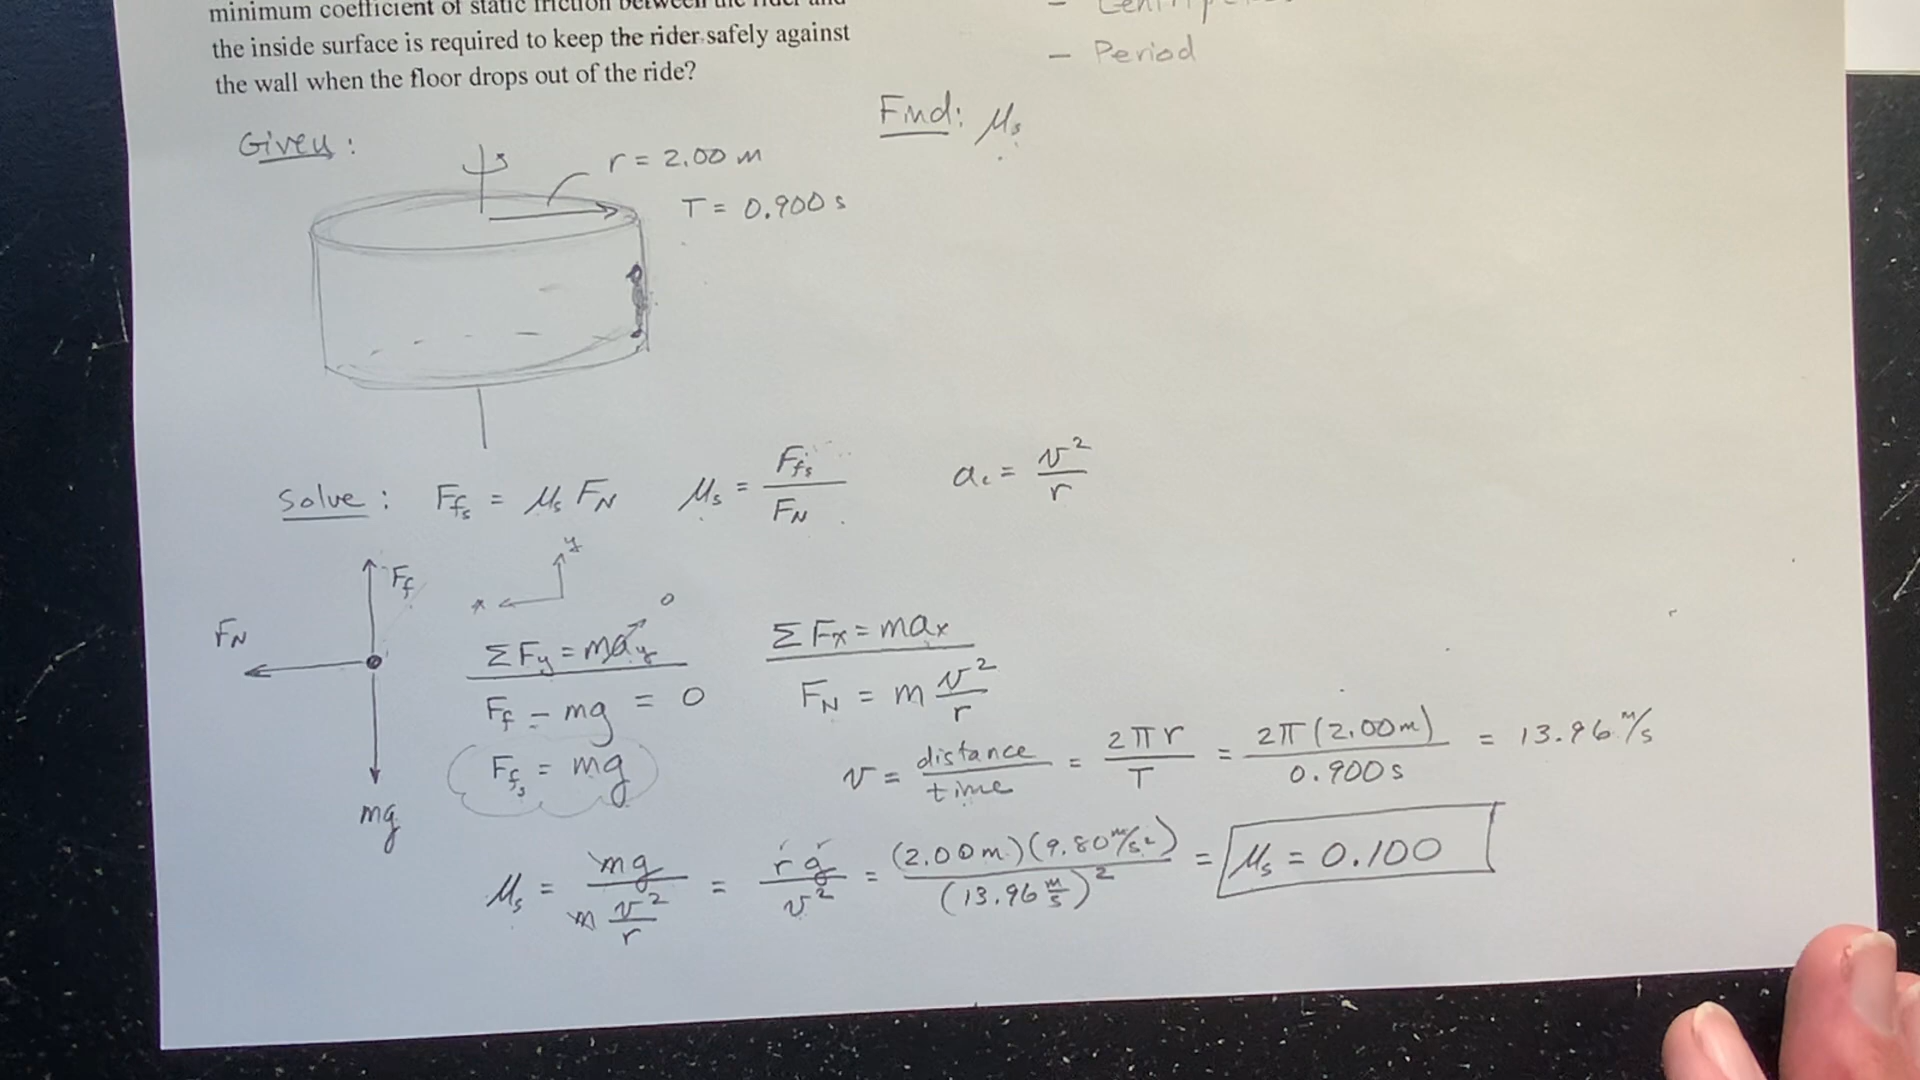 minimum coefficient of static friction between the rider and
the inside surface is required to keep the rider safely against
the wall when the floor drops out of the ride?
– Period
Given:
Find: μs
r = 2.00 m
T = 0.900 s
Solve: Ffs = μs FN μs = Ffs / FN ac = v² / r
Ff
FN
mg
y
x
ΣFy = may 0
Ff – mg = 0
Ffs = mg
ΣFx = max
FN = m v² / r
v = distance / time = 2πr / T = 2π(2.00m) / 0.900s = 13.96 m/s
μs = mg / m v²/r = rg / v² = (2.00m)(9.80 m/s²) / (13.96 m/s)² = μs = 0.100